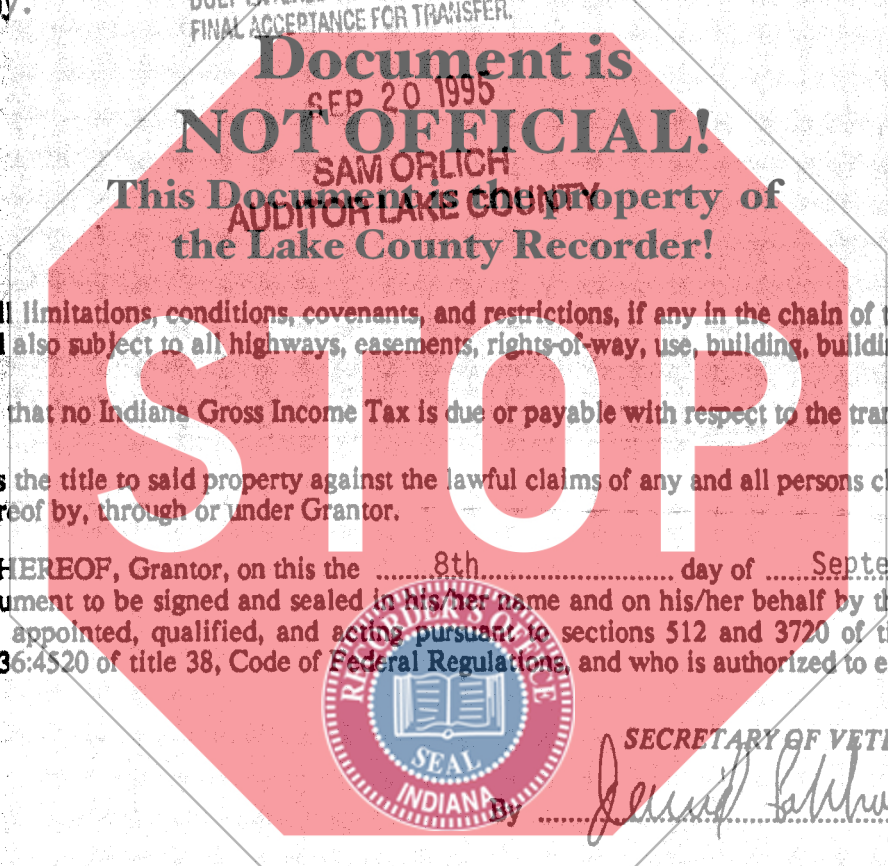 y.
FINAL ACCEPTANCE FOR TRANSFER.
Document is
SEP 20 1995
NOT OFFICIAL!
SAM ORLICH
This Document is the property of
AUDITOR LAKE COUNTY
the Lake County Recorder!
ll limitations, conditions, covenants, and restrictions, if any in the chain of t
l also subject to all highways, easements, rights-of-way, use, building, buildin
STOP
that no Indiana Gross Income Tax is due or payable with respect to the tran
s the title to said property against the lawful claims of any and all persons cl
reof by, through or under Grantor.
HEREOF, Grantor, on this the 8th day of Septe
ument to be signed and sealed in his/her name and on his/her behalf by th
appointed, qualified, and acting pursuant to sections 512 and 3720 of t
36:4520 of title 38, Code of Federal Regulations, and who is authorized to e
RECORDER'S OFFICE
SEAL
INDIANA
SECRETARY OF VETE
By